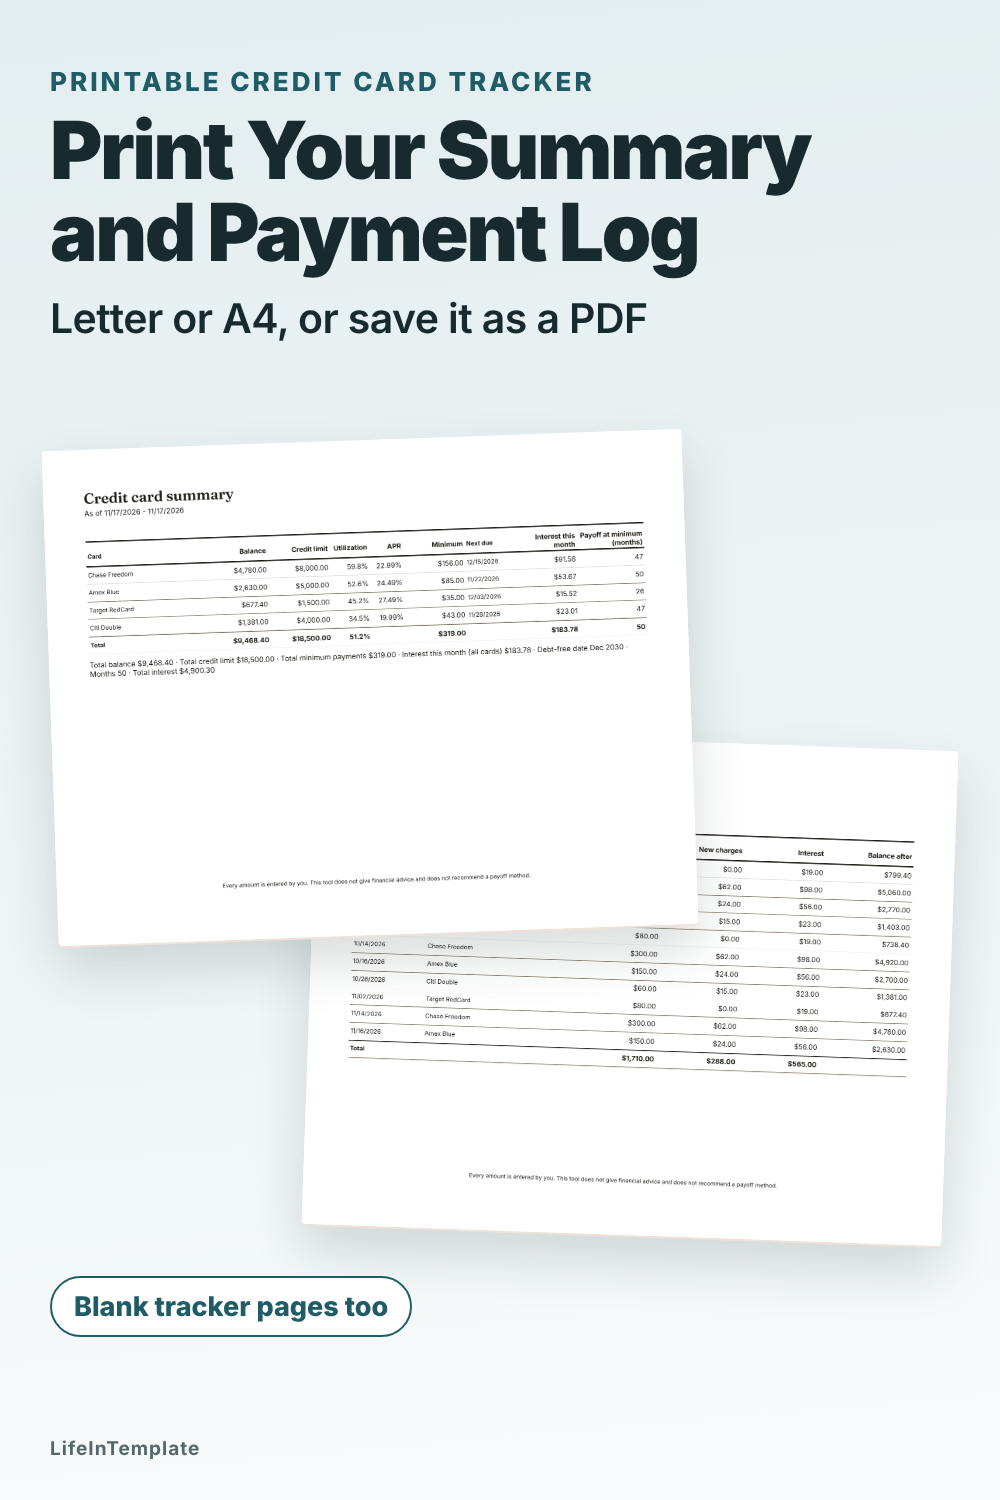 PRINTABLE CREDIT CARD TRACKER
Print Your Summary
and Payment Log
Letter or A4, or save it as a PDF
Credit card summary
As of 11/17/2026 - 11/17/2026
Card Balance Credit limit Utilization APR Minimum Next due Interest this month Payoff at minimum (months)
Chase Freedom $4,780.00 $8,000.00 59.8% 22.99% $156.00 12/15/2026 $91.58 47
Amex Blue $2,630.00 $5,000.00 52.6% 24.49% $85.00 11/22/2026 $53.67 50
Target RedCard $677.40 $1,500.00 45.2% 27.49% $35.00 12/03/2026 $15.52 26
Citi Double $1,381.00 $4,000.00 34.5% 19.99% $43.00 11/29/2026 $23.01 47
Total $9,468.40 $18,500.00 51.2% $319.00 $183.78 50
Total balance $9,468.40 · Total credit limit $18,500.00 · Total minimum payments $319.00 · Interest this month (all cards) $183.78 · Debt-free date Dec 2030 ·
Months 50 · Total interest $4,900.30
Every amount is entered by you. This tool does not give financial advice and does not recommend a payoff method.
New charges Interest Balance after
$0.00 $19.00 $799.40
$62.00 $98.00 $5,060.00
$24.00 $56.00 $2,770.00
$15.00 $23.00 $1,403.00
10/14/2026 Chase Freedom $80.00 $0.00 $19.00 $738.40
10/16/2026 Amex Blue $300.00 $62.00 $98.00 $4,920.00
10/26/2026 Citi Double $150.00 $24.00 $56.00 $2,700.00
11/02/2026 Target RedCard $60.00 $15.00 $23.00 $1,381.00
11/14/2026 Chase Freedom $80.00 $0.00 $19.00 $677.40
11/16/2026 Amex Blue $300.00 $62.00 $98.00 $4,780.00
$150.00 $24.00 $56.00 $2,630.00
Total $1,710.00 $288.00 $565.00
Every amount is entered by you. This tool does not give financial advice and does not recommend a payoff method.
Blank tracker pages too
LifeInTemplate